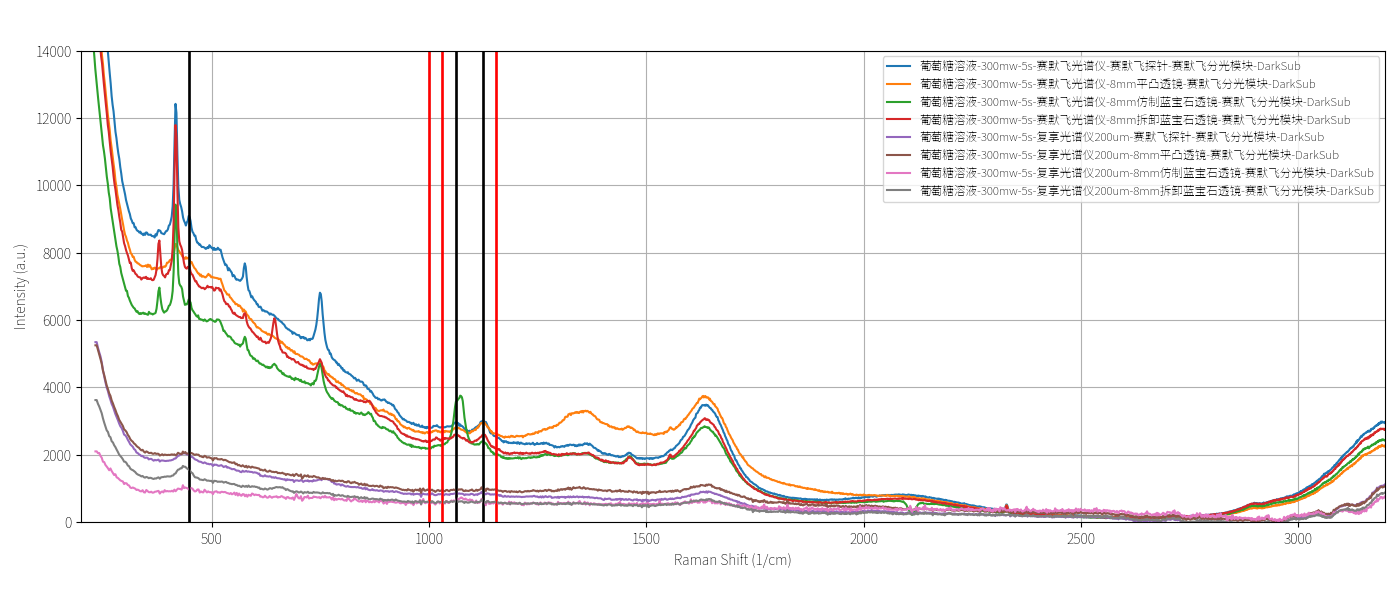 14000
12000
10000
8000
6000
4000
2000
0
Intensity (a.u.)
500
1000
1500
2000
2500
3000
Raman Shift (1/cm)
葡萄糖溶液-300mw-5s-赛默飞光谱仪-赛默飞探针-赛默飞分光模块-DarkSub
葡萄糖溶液-300mw-5s-赛默飞光谱仪-8mm平凸透镜-赛默飞分光模块-DarkSub
葡萄糖溶液-300mw-5s-赛默飞光谱仪-8mm仿制蓝宝石透镜-赛默飞分光模块-DarkSub
葡萄糖溶液-300mw-5s-赛默飞光谱仪-8mm拆卸蓝宝石透镜-赛默飞分光模块-DarkSub
葡萄糖溶液-300mw-5s-复享光谱仪200um-赛默飞探针-赛默飞分光模块-DarkSub
葡萄糖溶液-300mw-5s-复享光谱仪200um-8mm平凸透镜-赛默飞分光模块-DarkSub
葡萄糖溶液-300mw-5s-复享光谱仪200um-8mm仿制蓝宝石透镜-赛默飞分光模块-DarkSub
葡萄糖溶液-300mw-5s-复享光谱仪200um-8mm拆卸蓝宝石透镜-赛默飞分光模块-DarkSub